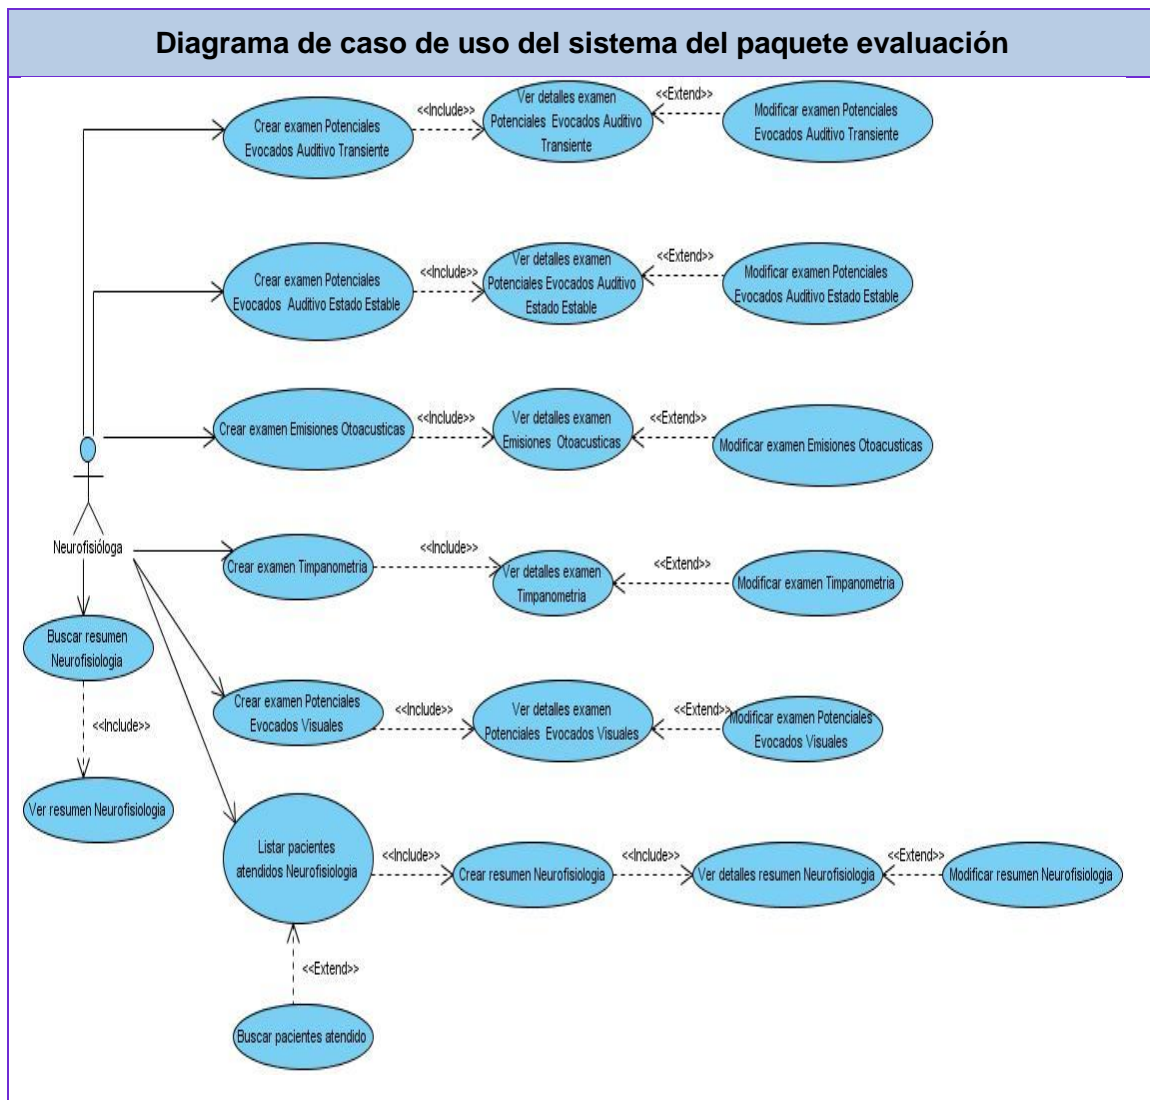 Diagrama de caso de uso del sistema del paquete evaluación
Crear examen Potenciales
Evocados Auditivo Transiente
<<Include>>
Ver detalles examen
Potenciales Evocados Auditivo
Transiente
<<Extend>>
Modificar examen Potenciales
Evocados Auditivo Transiente
Crear examen Potenciales
Evocados Auditivo Estado Estable
<<Include>>
Ver detalles examen
Potenciales Evocados Auditivo
Estado Estable
<<Extend>>
Modificar examen Potenciales
Evocados Auditivo Estado Estable
Crear examen Emisiones Otoacusticas
<<Include>>
Ver detalles examen
Emisiones Otoacusticas
<<Extend>>
Modificar examen Emisiones Otoacusticas
Neurofisióloga
Crear examen Timpanometria
<<Include>>
Ver detalles examen
Timpanometria
<<Extend>>
Modificar examen Timpanometria
Buscar resumen
Neurofisiologia
<<Include>>
Ver resumen Neurofisiologia
Crear examen Potenciales
Evocados Visuales
<<Include>>
Ver detalles examen
Potenciales Evocados Visuales
<<Extend>>
Modificar examen Potenciales
Evocados Visuales
Listar pacientes
atendidos Neurofisiologia
<<Include>>
Crear resumen Neurofisiologia
<<Include>>
Ver detalles resumen Neurofisiologia
<<Extend>>
Modificar resumen Neurofisiologia
<<Extend>>
Buscar pacientes atendido